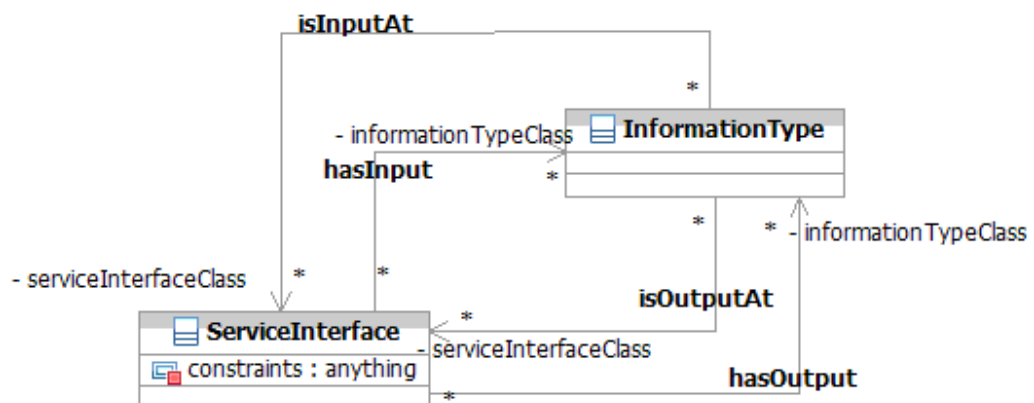 isInputAt
*
InformationType
- informationTypeClass
hasInput
*
*
*
- informationTypeClass
- serviceInterfaceClass
*
*
isOutputAt
*
ServiceInterface
- serviceInterfaceClass
constraints : anything
hasOutput
*